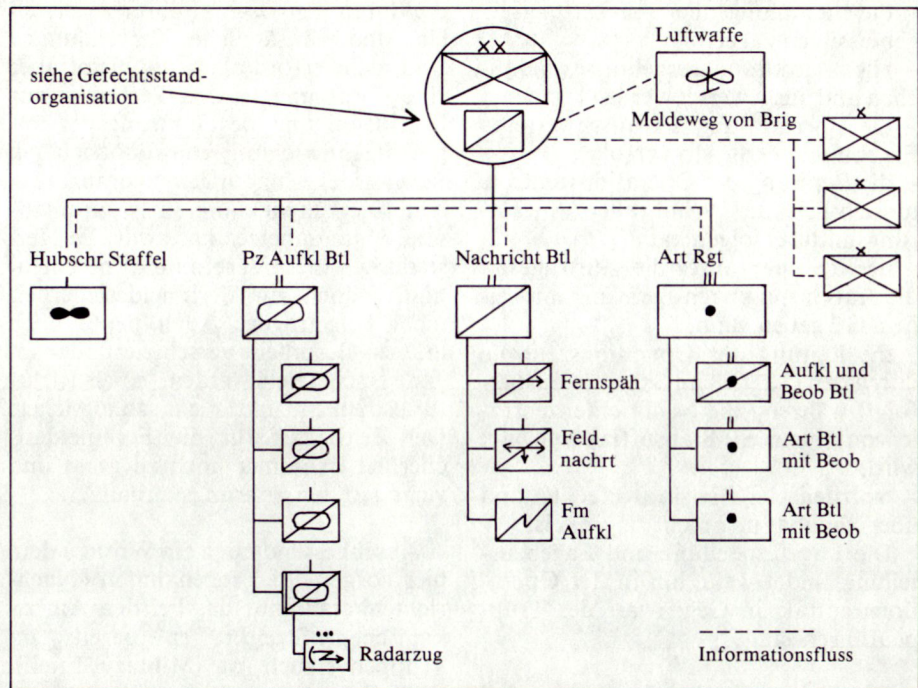 Luftwaffe
siehe Gefechtsstand-
organisation
Meldeweg von Brig
Hubschr Staffel
Pz Aufkl Btl
Nachricht Btl
Art Rgt
Fernspäh
Aufkl und
Beob Btl
Feld-
nachrt
Art Btl
mit Beob
Fm
Aufkl
Art Btl
mit Beob
Radarzug
Informationsfluss